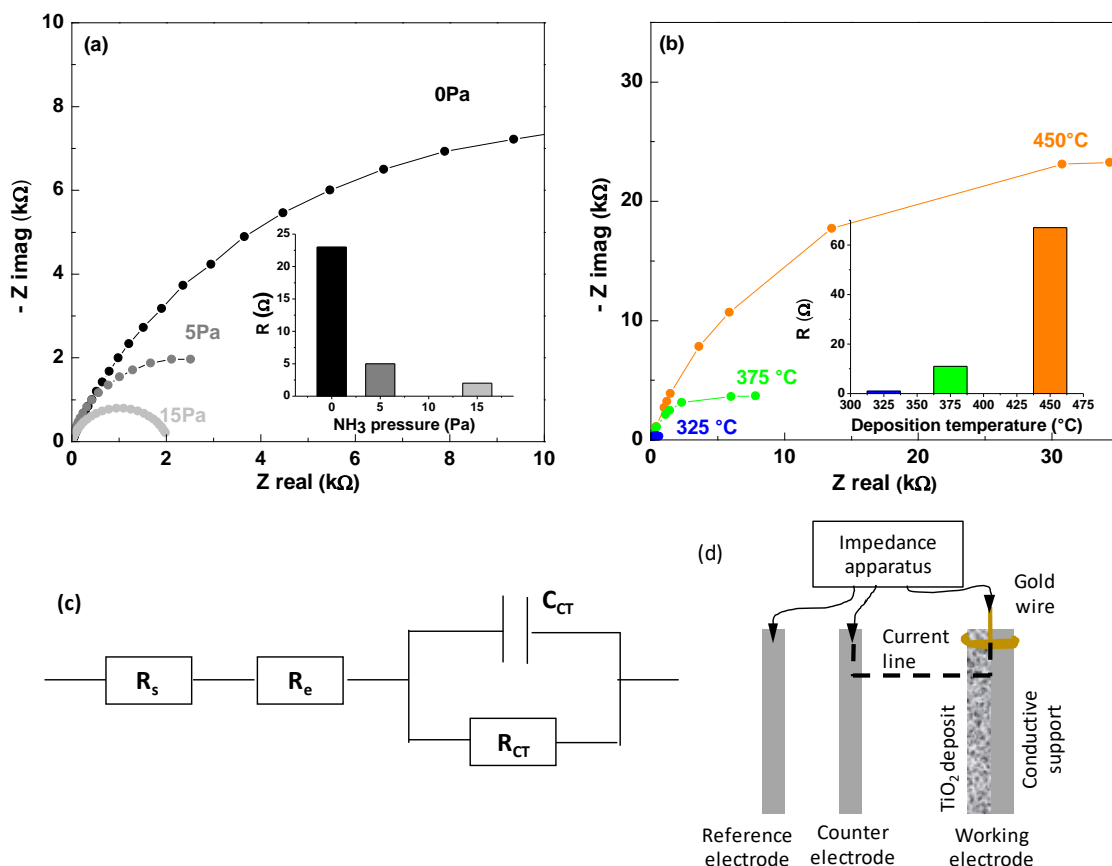 (a)
0Pa
5Pa
15Pa
10
8
6
4
2
0
- Z imag (kΩ)
0 2 4 6 8 10
Z real (kΩ)
25
20
15
10
5
0
R (Ω)
0 5 10 15
NH3 pressure (Pa)
(b)
450°C
375 °C
325 °C
30
20
10
0
- Z imag (kΩ)
0 10 20 30
Z real (kΩ)
60
40
20
0
R (Ω)
300 325 350 375 400 425 450 475
Deposition temperature (°C)
(c)
Rs
Re
CCT
RCT
(d)
Impedance
apparatus
Gold
wire
Current
line
TiO2 deposit
Conductive
support
Reference
electrode
Counter
electrode
Working
electrode